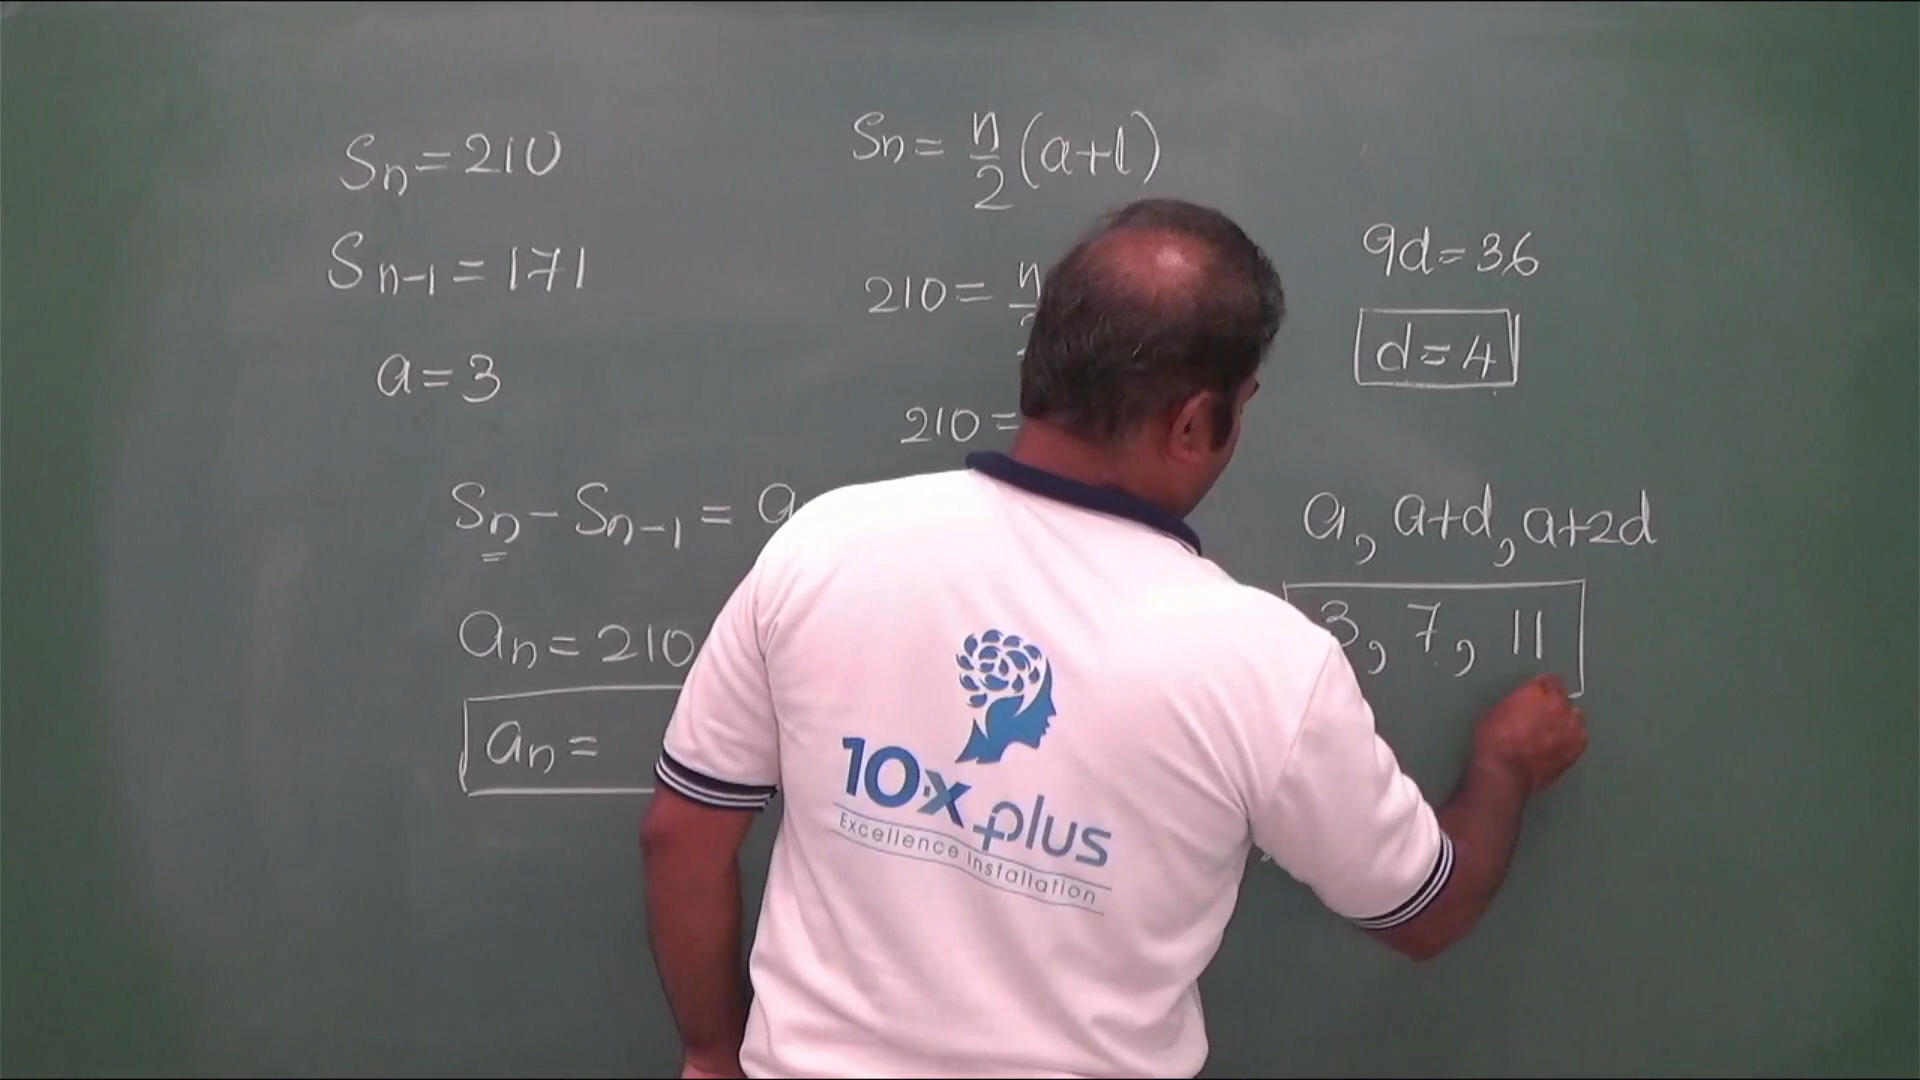 Sn = 210
Sn-1 = 171
a = 3
Sn - Sn-1 = a
an = 210
an =
Sn = n/2 (a+l)
210 = n
210 =
9d = 36
d = 4
a, a+d, a+2d
3, 7, 11
10x plus
Excellence Installation